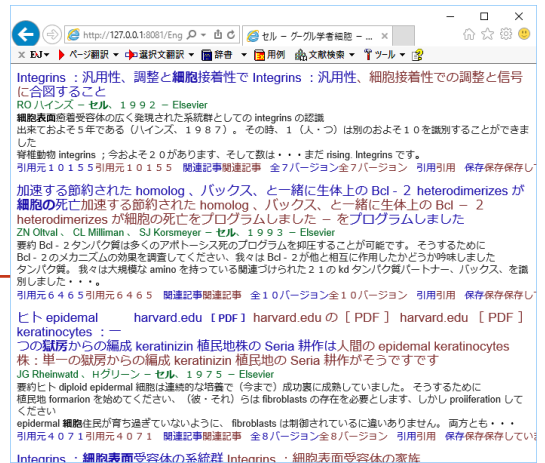 http://127.0.0.1:8081/Eng
セル － グーグル学者細胞 － ...
× EJ▾ ページ翻訳 ▾ 選択文翻訳 ▾ 辞書 ▾ 用例 文献検索 ▾ ツール ▾
Integrins ：汎用性、調整と細胞接着性で Integrins ：汎用性、細胞接着性での調整と信号
に合図すること
RO ハインズ － セル、１９９２ － Elsevier
細胞表面癒着受容体の広く発現された系統群としての integrins の認識
出来ておよそ５年である（ハインズ、１９８７）。 その時、１（人・つ）は別のおよそ１０を識別することができま
した
脊椎動物 integrins ；今およそ２０があります、そして数は・・・まだ rising. Integrins です。
引用元１０１５５引用元１０１５５ 関連記事関連記事 全７バージョン全７バージョン 引用引用 保存保存保存して
加速する節約された homolog 、バックス、と一緒に生体上の Bcl‐２ heterodimerizes が
細胞の死亡加速する節約された homolog 、バックス、と一緒に生体上の Bcl － ２
heterodimerizes が細胞の死亡をプログラムしました － をプログラムしました
ZN Oltval 、 CL Milliman 、 SJ Korsmeyer － セル、１９９３ － Elsevier
要約 Bcl‐２タンパク質は多くのアポトーシス死のプログラムを抑圧することが可能です。 そうするために
Bcl‐２のメカニズムの効果を調査してください、我々は Bcl‐２が他と相互に作用したかどうか吟味しました
タンパク質。 我々は大規模な amino を持っている関連づけられた２１の kd タンパク質パートナー、バックス、を識
別しました・・・。
引用元６４６５引用元６４６５ 関連記事関連記事 全１０バージョン全１０バージョン 引用引用 保存保存保存し
ヒト epidemal harvard.edu ［PDF］ harvard.edu の［PDF］ harvard.edu ［PDF］
keratinocytes ：一
つの獄房からの編成 keratinizin 植民地株の Seria 耕作は人間の epidemal keratinocytes
株：単一の獄房からの編成 keratinizin 植民地の Seria 耕作がそうですです
JG Rheinwald 、Ｈグリーン － セル、１９７５ － Elsevier
要約ヒト diploid epidermal 細胞は連続的な培養で（今まで）成功裏に成熟していました。 そうするために
植民地 formarion を始めてください、（彼・それ）らは fibroblasts の存在を必要とします、しかし proiiferation して
ください
epidermal 細胞住民が育ち過ぎていないように、 fibroblasts は制御されているに違いありません。 両方とも・・・
引用元４０７１引用元４０７１ 関連記事関連記事 全８バージョン全８バージョン 引用引用 保存保存保存してい
Integrins ：細胞表面受容体の系統群 Integrins ：細胞表面受容体の家族